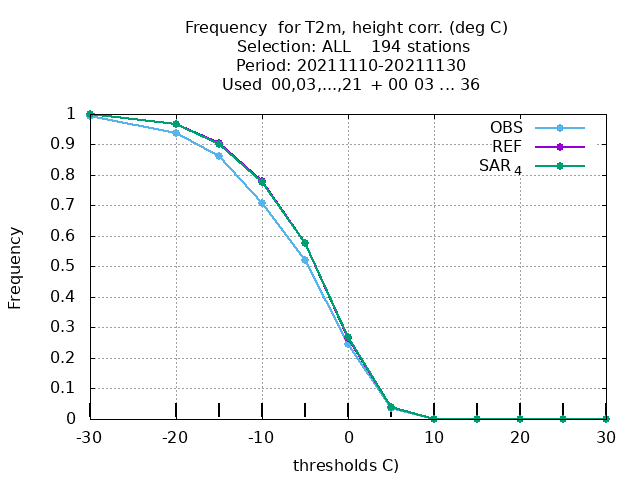 Frequency  for T2m, height corr. (deg C)
Selection: ALL    194 stations
Period: 20211110-20211130
Used  00,03,...,21  + 00 03 ... 36
OBS
REF
SAR 4
1
0.9
0.8
0.7
0.6
0.5
0.4
0.3
0.2
0.1
0
Frequency
-30 -20 -10 0 10 20 30
thresholds C)